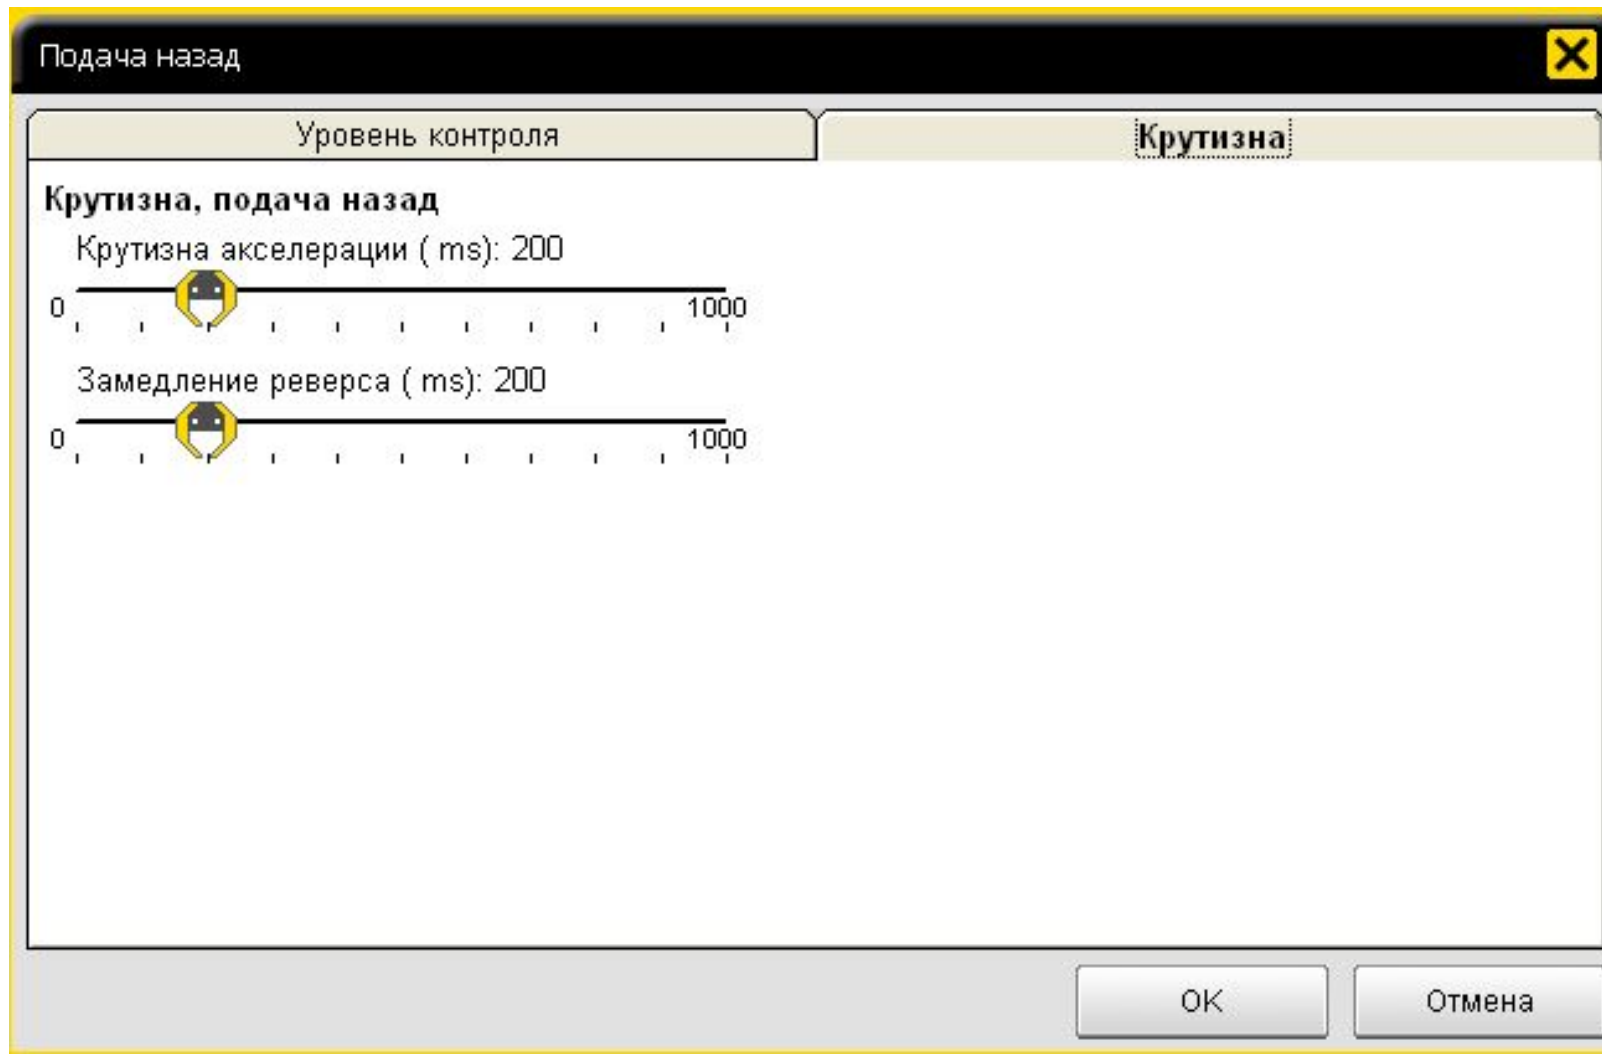 Подача назад
Уровень контроля
Крутизна
Крутизна, подача назад
Крутизна акселерации ( ms): 200
0 1000
Замедление реверса ( ms): 200
0 1000
OK
Отмена